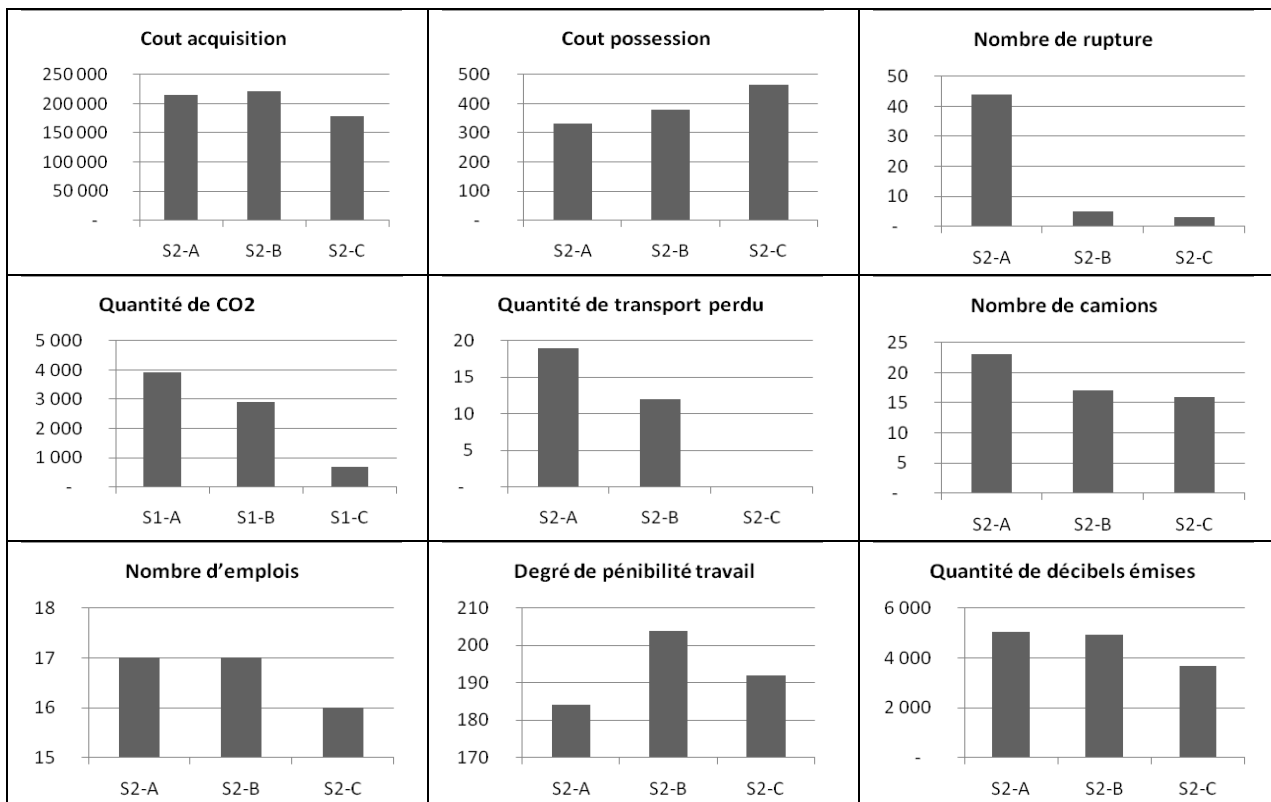 Cout acquisition
250 000
200 000
150 000
100 000
50 000
-
S2-A S2-B S2-C
Cout possession
500
400
300
200
100
-
S2-A S2-B S2-C
Nombre de rupture
50
40
30
20
10
-
S2-A S2-B S2-C
Quantité de CO2
5 000
4 000
3 000
2 000
1 000
-
S1-A S1-B S1-C
Quantité de transport perdu
20
15
10
5
-
S2-A S2-B S2-C
Nombre de camions
25
20
15
10
5
-
S2-A S2-B S2-C
Nombre d’emplois
18
17
16
15
S2-A S2-B S2-C
Degré de pénibilité travail
210
200
190
180
170
S2-A S2-B S2-C
Quantité de décibels émises
6 000
4 000
2 000
-
S2-A S2-B S2-C